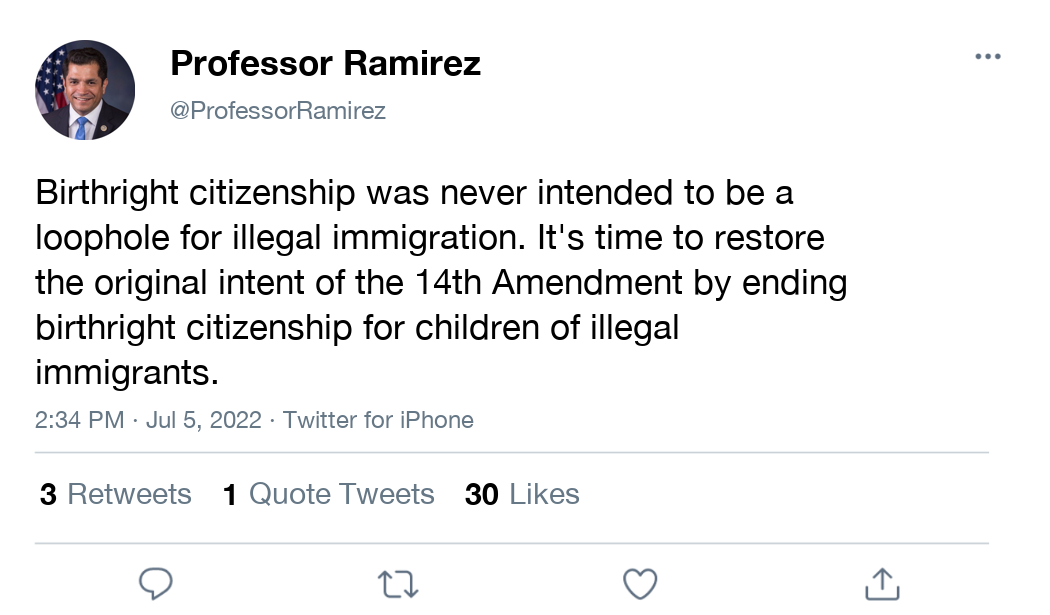 Professor Ramirez
@ProfessorRamirez
Birthright citizenship was never intended to be a
loophole for illegal immigration. It's time to restore
the original intent of the 14th Amendment by ending
birthright citizenship for children of illegal
immigrants.
2:34 PM · Jul 5, 2022 · Twitter for iPhone
3 Retweets 1 Quote Tweets 30 Likes